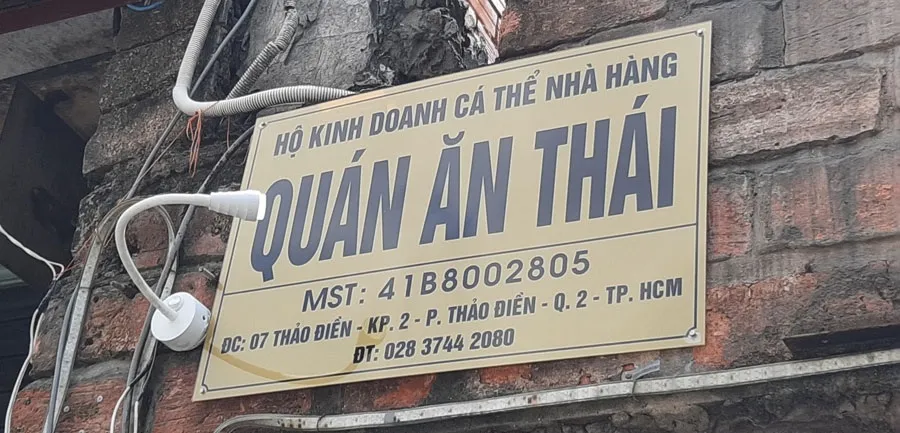 HỘ KINH DOANH CÁ THỂ NHÀ HÀNG
QUÁN ĂN THÁI
MST: 41B8002805
ĐC: 07 THẢO ĐIỀN - KP. 2 - P. THẢO ĐIỀN - Q. 2 - TP. HCM
ĐT: 028 3744 2080